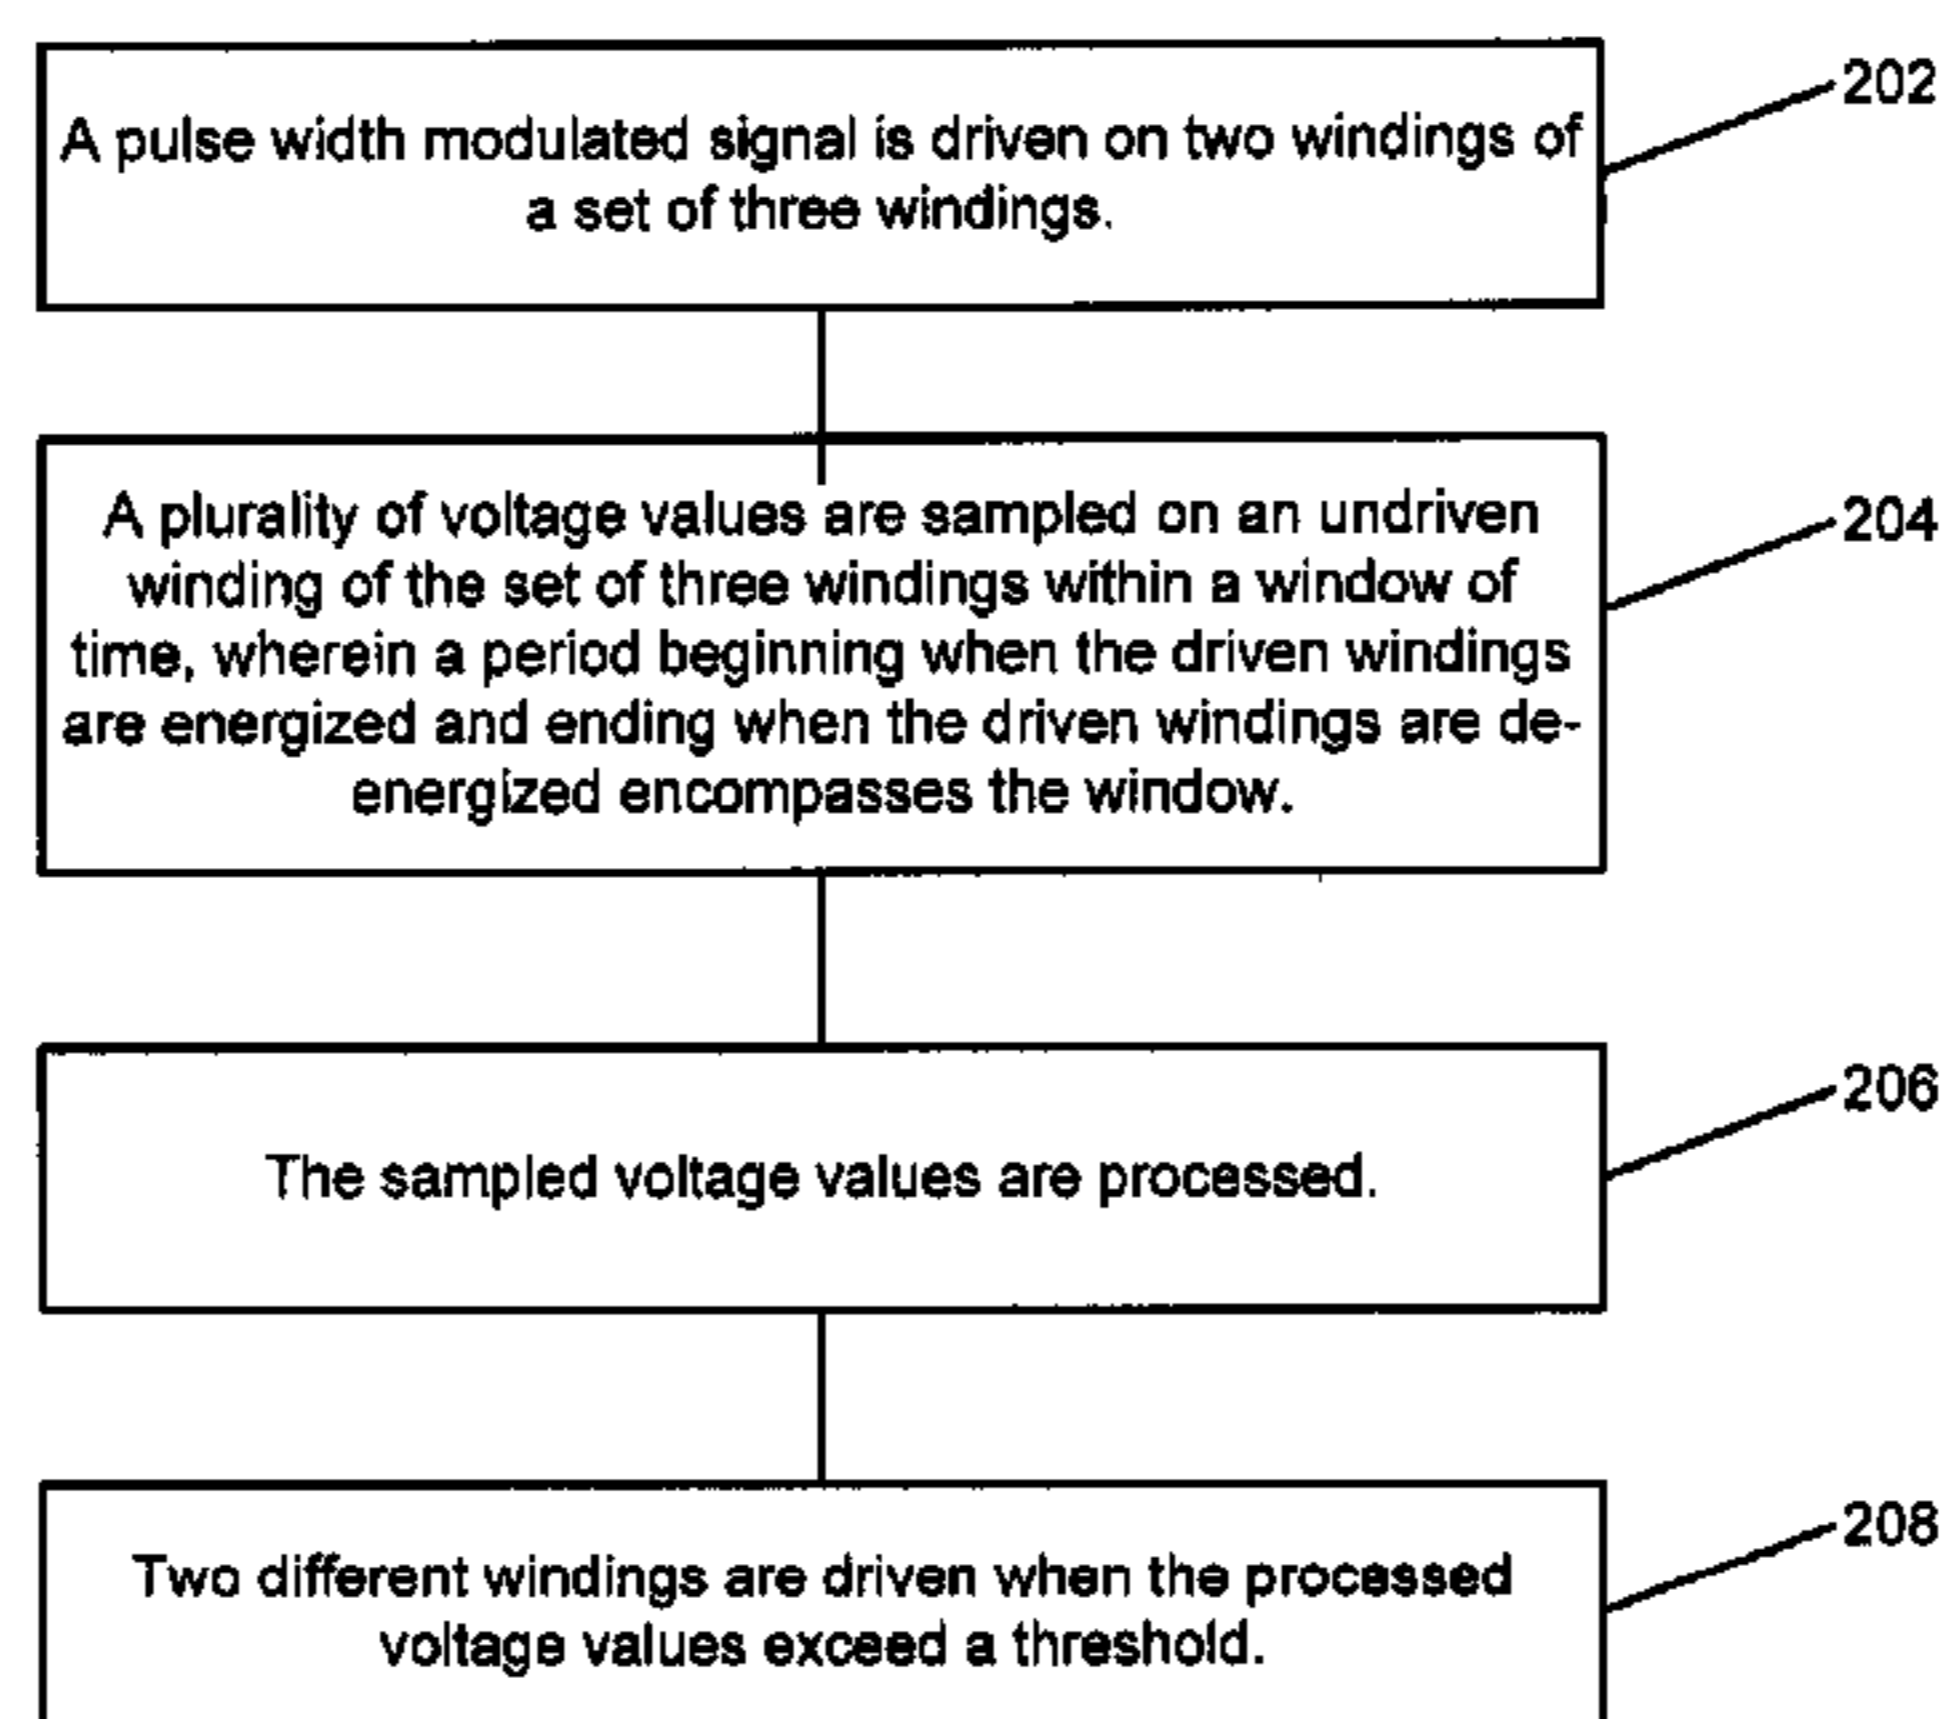 A pulse width modulated signal is driven on two windings of
a set of three windings.
202
A plurality of voltage values are sampled on an undriven
winding of the set of three windings within a window of
time, wherein a period beginning when the driven windings
are energized and ending when the driven windings are de-
energized encompasses the window.
204
The sampled voltage values are processed.
206
Two different windings are driven when the processed
voltage values exceed a threshold.
208